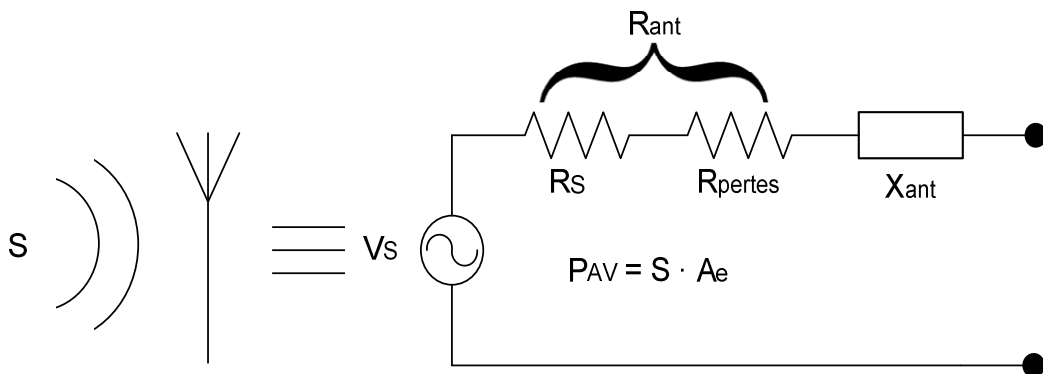 Rant
RS
Rpertes
Xant
S
VS
PAV = S · Ae